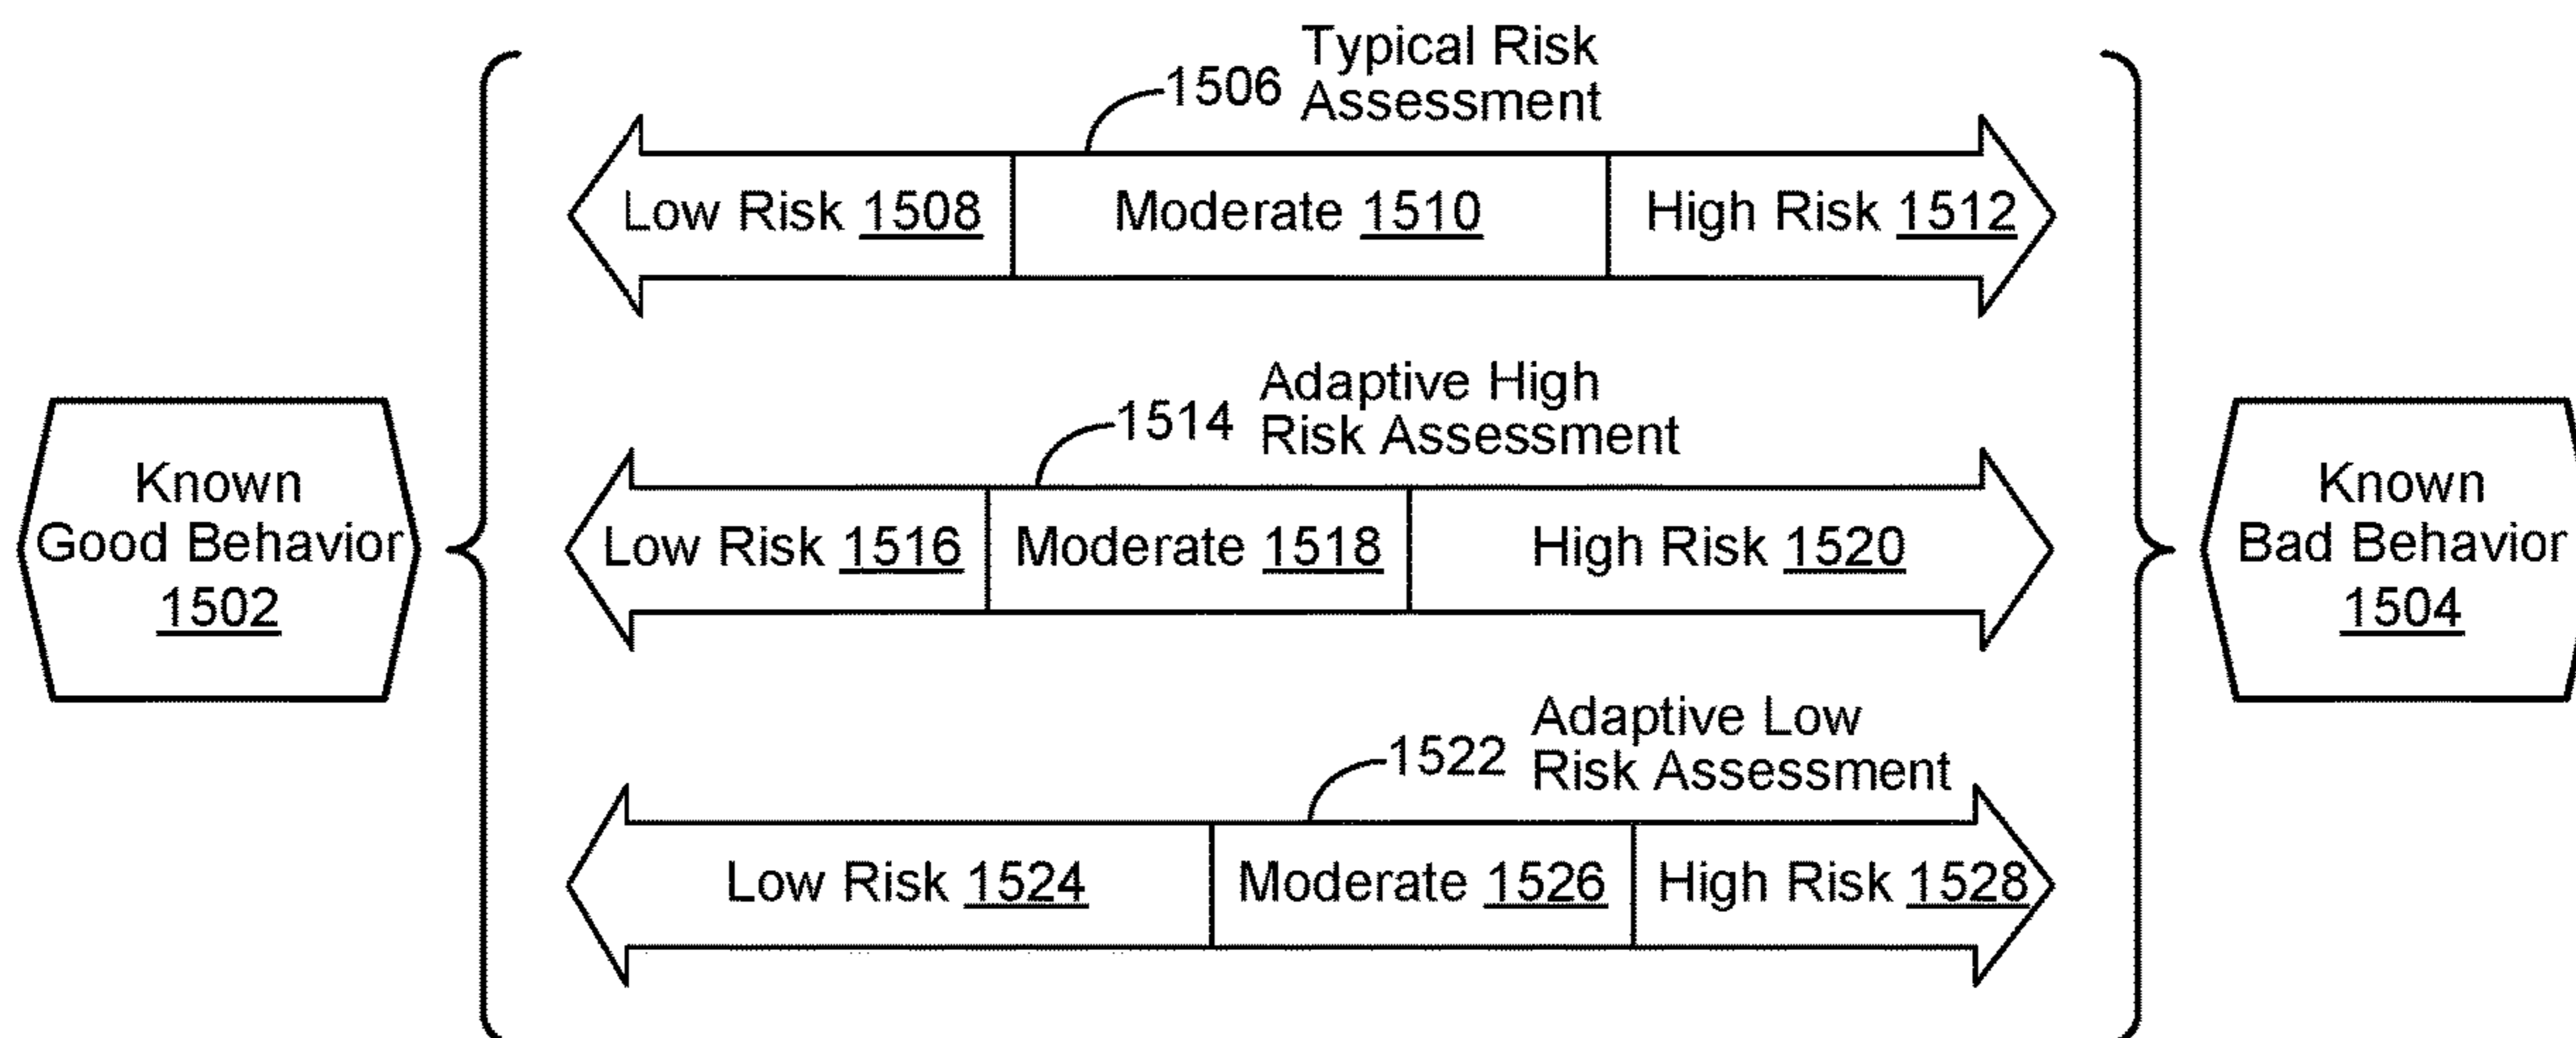 Typical Risk
1506 Assessment
Low Risk 1508 Moderate 1510 High Risk 1512
Adaptive High
1514 Risk Assessment
Known
Good Behavior
1502
Low Risk 1516 Moderate 1518 High Risk 1520
Known
Bad Behavior
1504
Adaptive Low
1522 Risk Assessment
Low Risk 1524 Moderate 1526 High Risk 1528